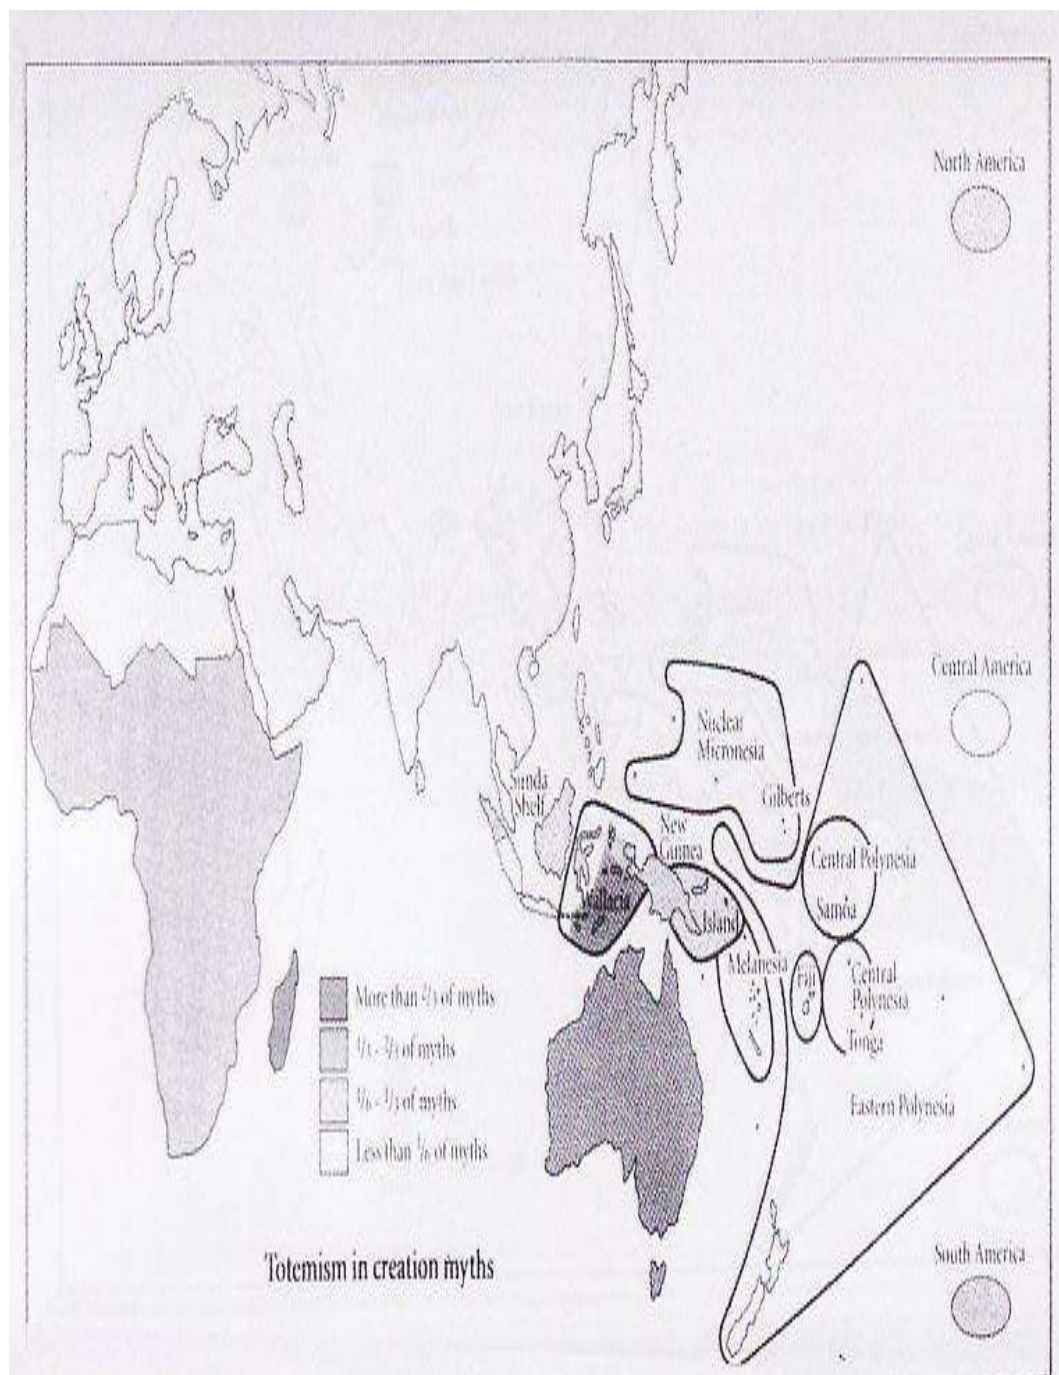 North America
Central America
Nuclear
Micronesia
Sunda
Shelf
Gilberts
New
Guinea
Central Polynesia
Samoa
Wallacia
Island
Melanesia
Fiji
Central
Polynesia
Tonga
Eastern Polynesia
More than 2/3 of myths
1/3 - 2/3 of myths
1/6 - 1/3 of myths
Less than 1/6 of myths
Totemism in creation myths
South America